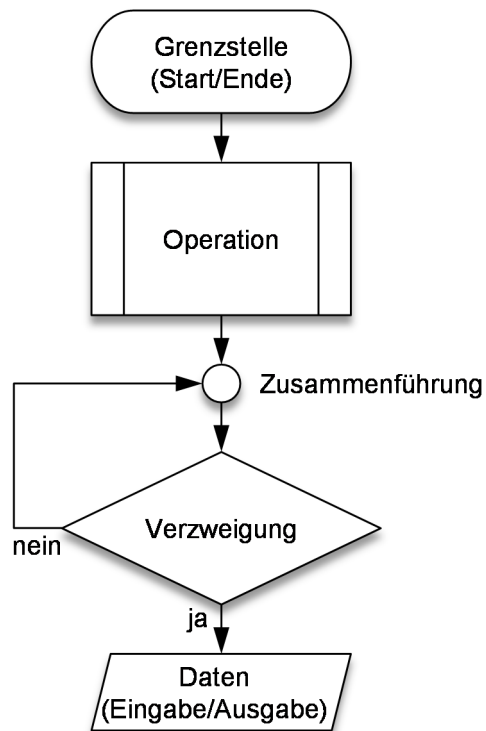 Grenzstelle
(Start/Ende)
Operation
Zusammenführung
Verzweigung
nein
ja
Daten
(Eingabe/Ausgabe)